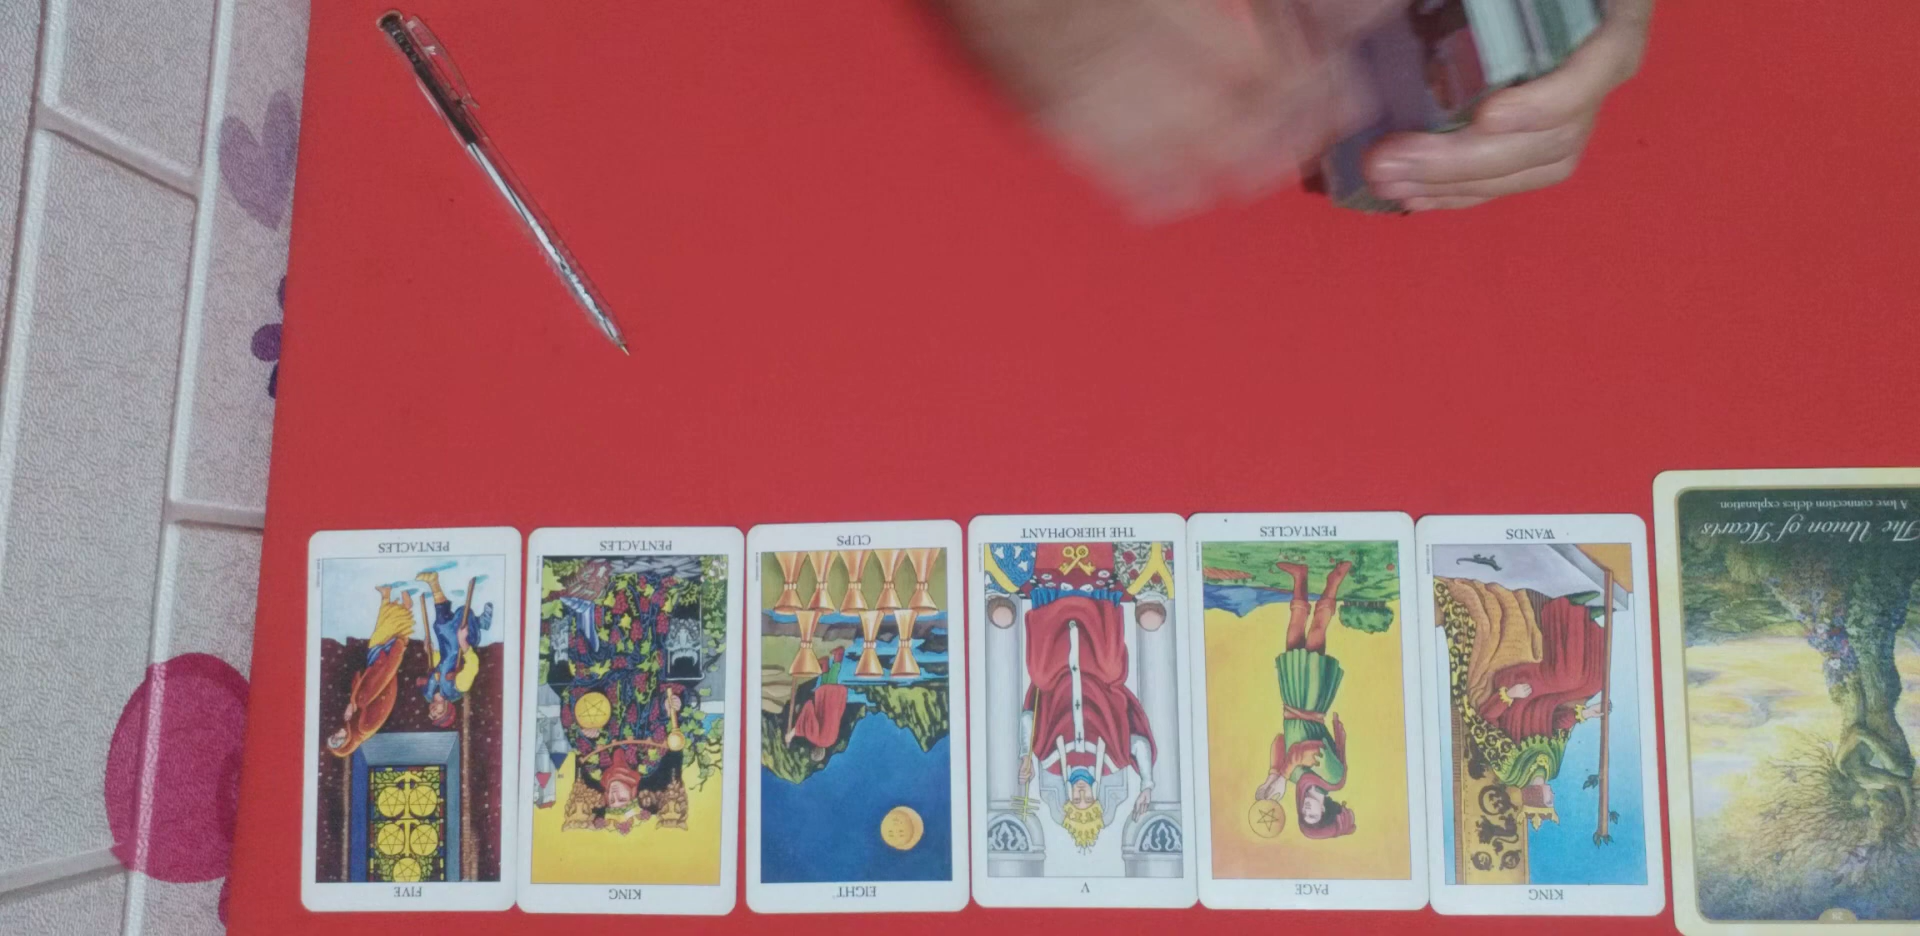 PENTACLES
FIVE
PENTACLES
KING
CUPS
EIGHT
THE HIEROPHANT
V
PENTACLES
PAGE
WANDS
KING
A love connection defies explanation
The Union of Hearts